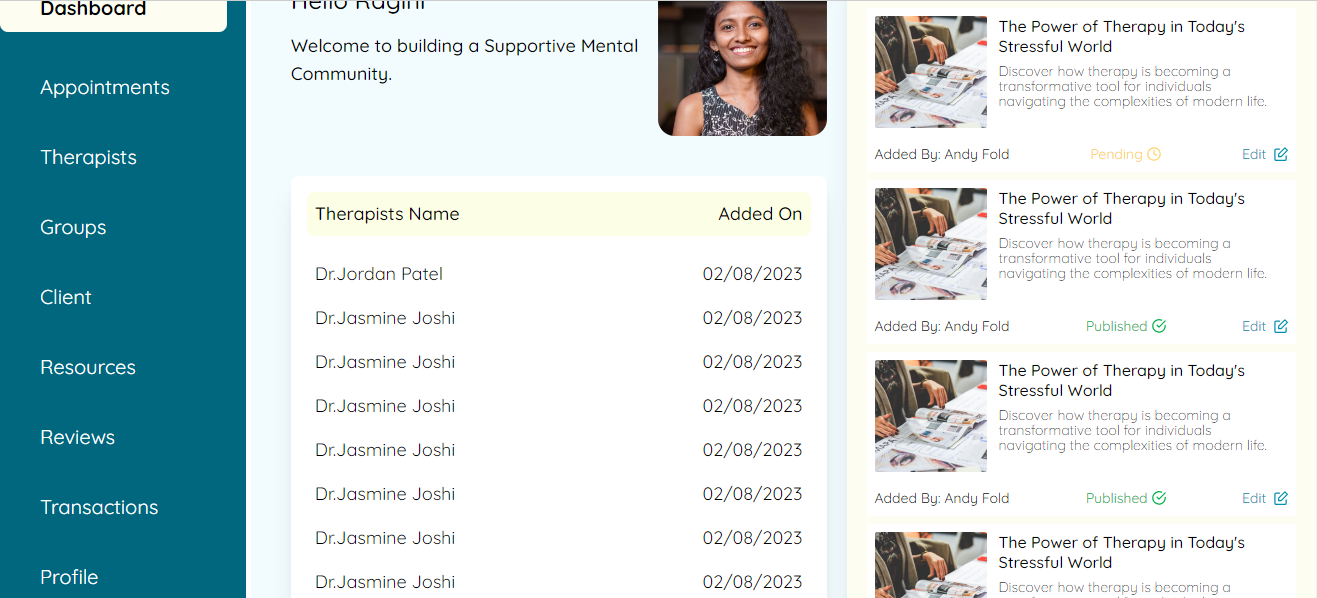 Dashboard
Appointments
Therapists
Groups
Client
Resources
Reviews
Transactions
Profile
Hello Ragini
Welcome to building a Supportive Mental
Community.
Therapists Name Added On
Dr.Jordan Patel 02/08/2023
Dr.Jasmine Joshi 02/08/2023
Dr.Jasmine Joshi 02/08/2023
Dr.Jasmine Joshi 02/08/2023
Dr.Jasmine Joshi 02/08/2023
Dr.Jasmine Joshi 02/08/2023
Dr.Jasmine Joshi 02/08/2023
Dr.Jasmine Joshi 02/08/2023
The Power of Therapy in Today's
Stressful World
Discover how therapy is becoming a
transformative tool for individuals
navigating the complexities of modern life.
Added By: Andy Fold Pending Edit
The Power of Therapy in Today's
Stressful World
Discover how therapy is becoming a
transformative tool for individuals
navigating the complexities of modern life.
Added By: Andy Fold Published Edit
The Power of Therapy in Today's
Stressful World
Discover how therapy is becoming a
transformative tool for individuals
navigating the complexities of modern life.
Added By: Andy Fold Published Edit
The Power of Therapy in Today's
Stressful World
Discover how therapy is becoming a